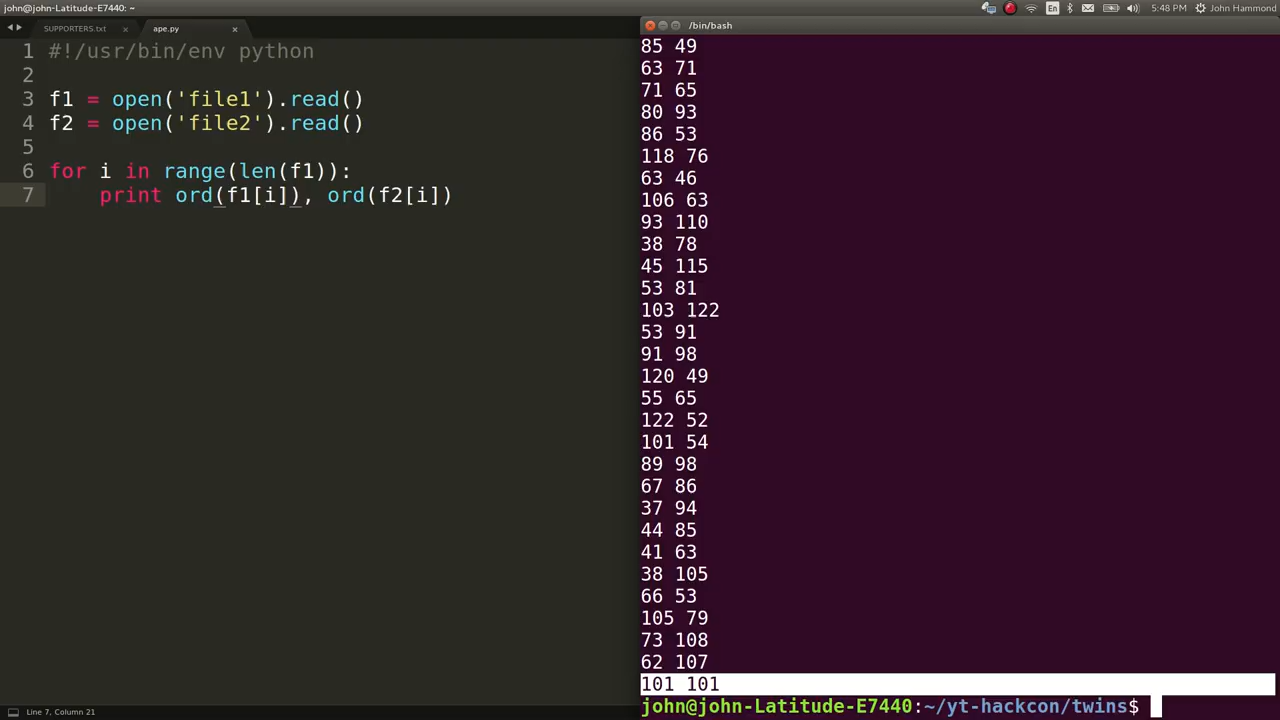 john@john-Latitude-E7440: ~
En
5:48 PM
John Hammond
SUPPORTERS.txt
ape.py
/bin/bash
1 #!/usr/bin/env python
2
3 f1 = open('file1').read()
4 f2 = open('file2').read()
5
6 for i in range(len(f1)):
7 print ord(f1[i]), ord(f2[i])
Line 7, Column 21
85 49
63 71
71 65
80 93
86 53
118 76
63 46
106 63
93 110
38 78
45 115
53 81
103 122
53 91
91 98
120 49
55 65
122 52
101 54
89 98
67 86
37 94
44 85
41 63
38 105
66 53
105 79
73 108
62 107
101 101
john@john-Latitude-E7440:~/yt-hackcon/twins$